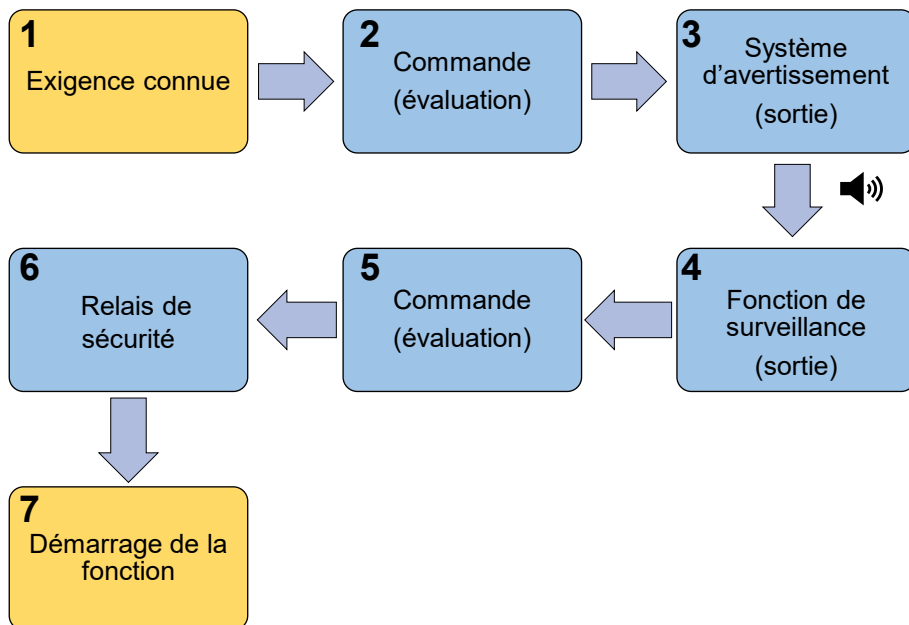 1
Exigence connue
2
Commande
(évaluation)
3
Système
d’avertissement
(sortie)
4
Fonction de
surveillance
(sortie)
5
Commande
(évaluation)
6
Relais de
sécurité
7
Démarrage de la
fonction